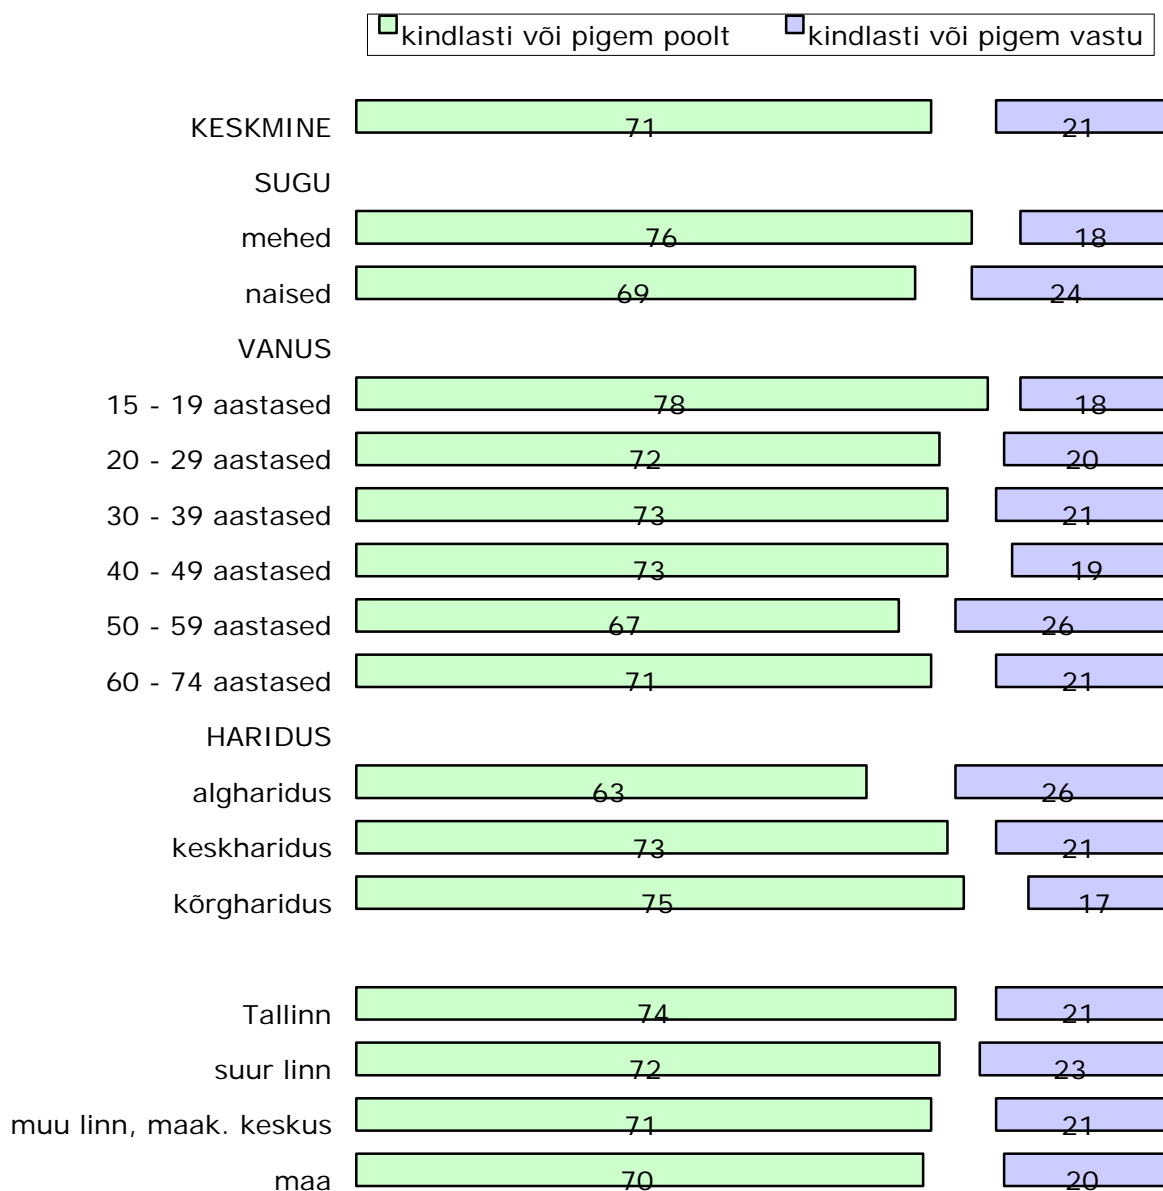 kindlasti või pigem poolt kindlasti või pigem vastu
KESKMINE 71 21
SUGU
mehed 76 18
naised 69 24
VANUS
15 - 19 aastased 78 18
20 - 29 aastased 72 20
30 - 39 aastased 73 21
40 - 49 aastased 73 19
50 - 59 aastased 67 26
60 - 74 aastased 71 21
HARIDUS
algharidus 63 26
keskharidus 73 21
kõrgharidus 75 17
Tallinn 74 21
suur linn 72 23
muu linn, maak. keskus 71 21
maa 70 20